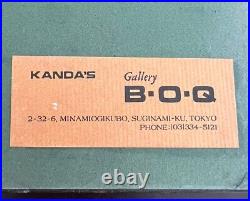 KANDA'S Gallery
B·O·Q
2-32-6, MINAMIOGIKUBO, SUGINAMI-KU, TOKYO
PHONE:(03)334-5121